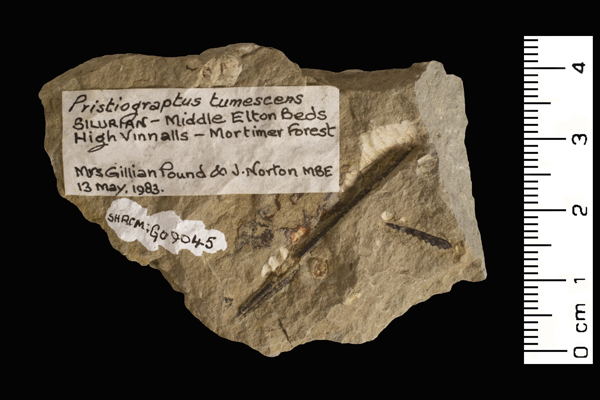 Pristiograptus tumescens
SILURIAN - Middle Elton Beds
High Vinnalls - Mortimer Forest
Mrs Gillian Pound & J. Norton MBE
13 May, 1983.
SHRCM:G09045
4
3
2
1
0 cm